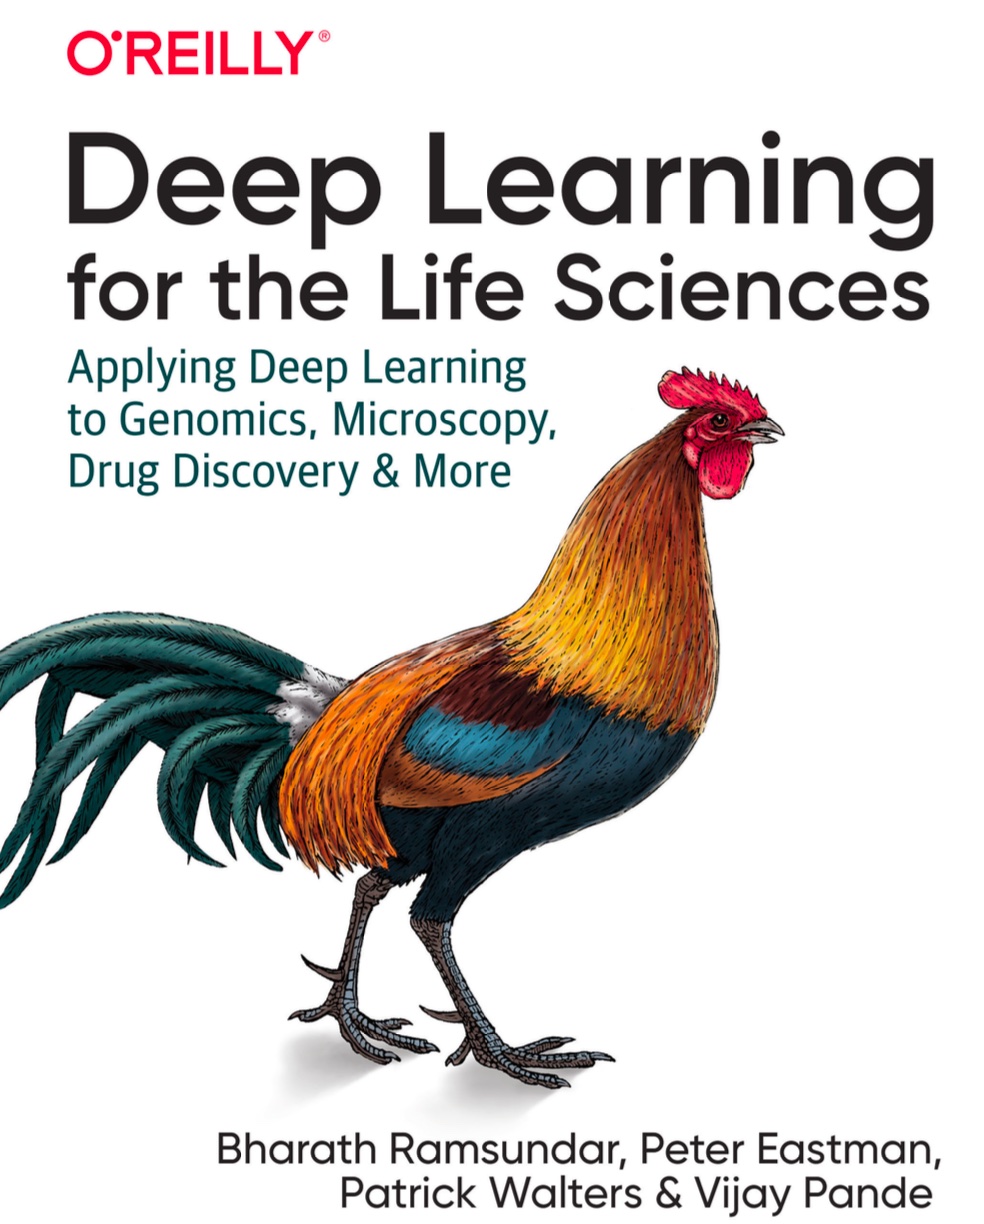 O'REILLY®
Deep Learning
for the Life Sciences
Applying Deep Learning
to Genomics, Microscopy,
Drug Discovery & More
Bharath Ramsundar, Peter Eastman,
Patrick Walters & Vijay Pande